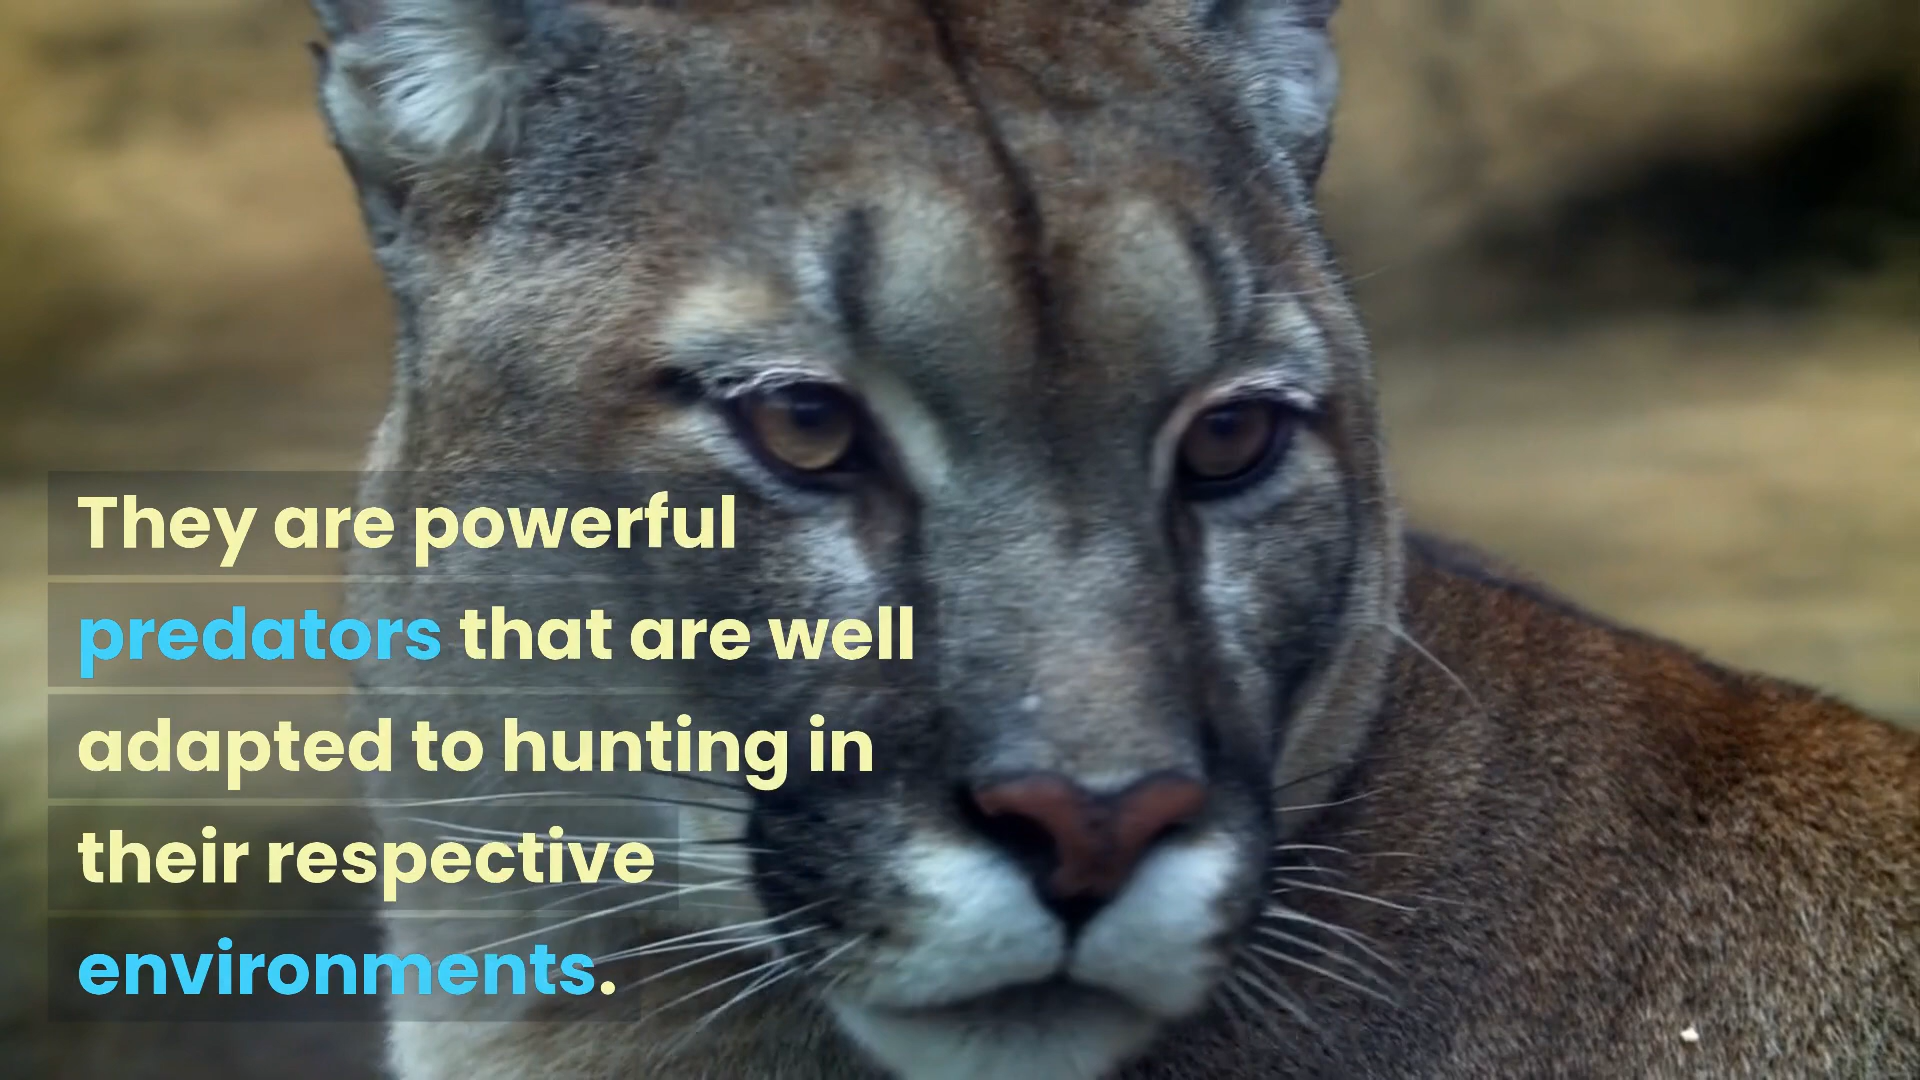 They are powerful
predators that are well
adapted to hunting in
their respective
environments.